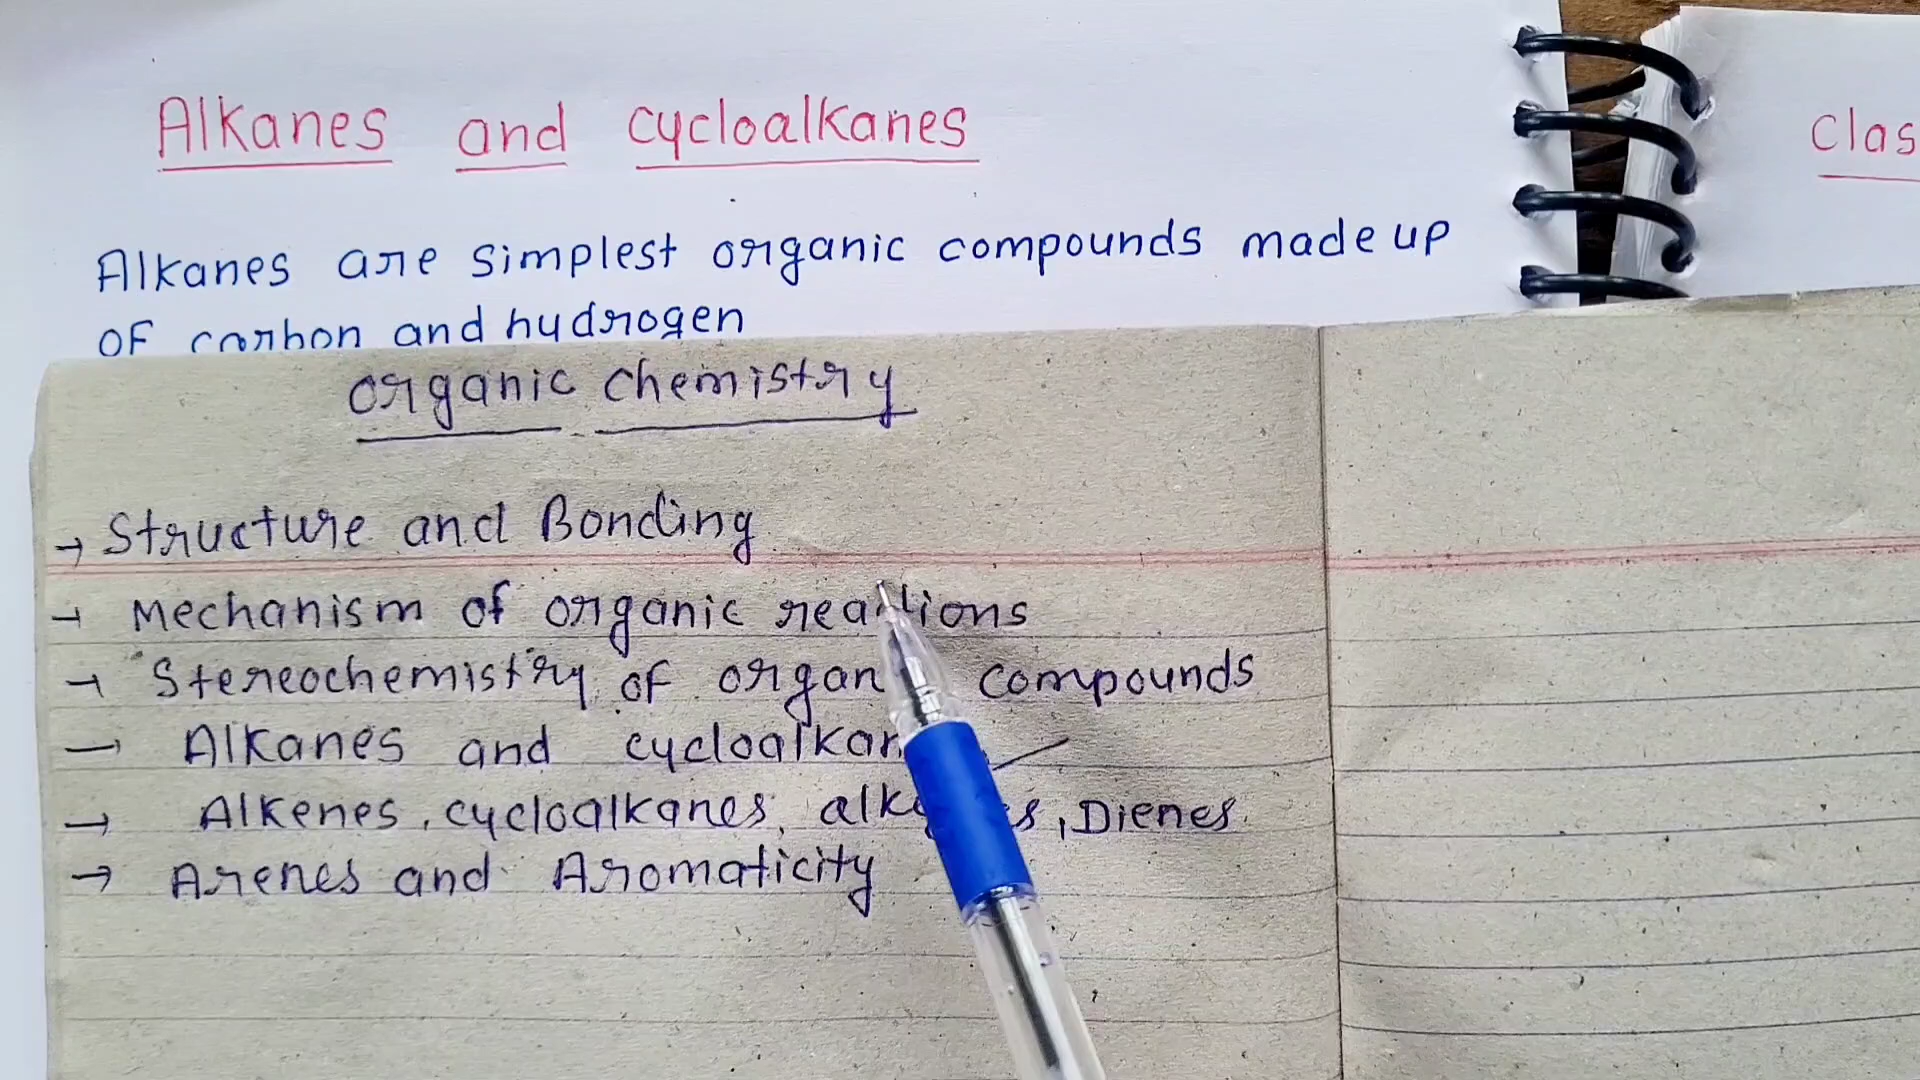 Alkanes and cycloalkanes
Clas
Alkanes are simplest organic compounds made up
of carbon and hydrogen
organic chemistry
→ Structure and Bonding
→ Mechanism of organic reactions
→ Stereochemistry of organ compounds
→ Alkanes and cycloalkan
→ Alkenes, cycloalkanes, alk s, Dienes.
→ Arenes and Aromaticity